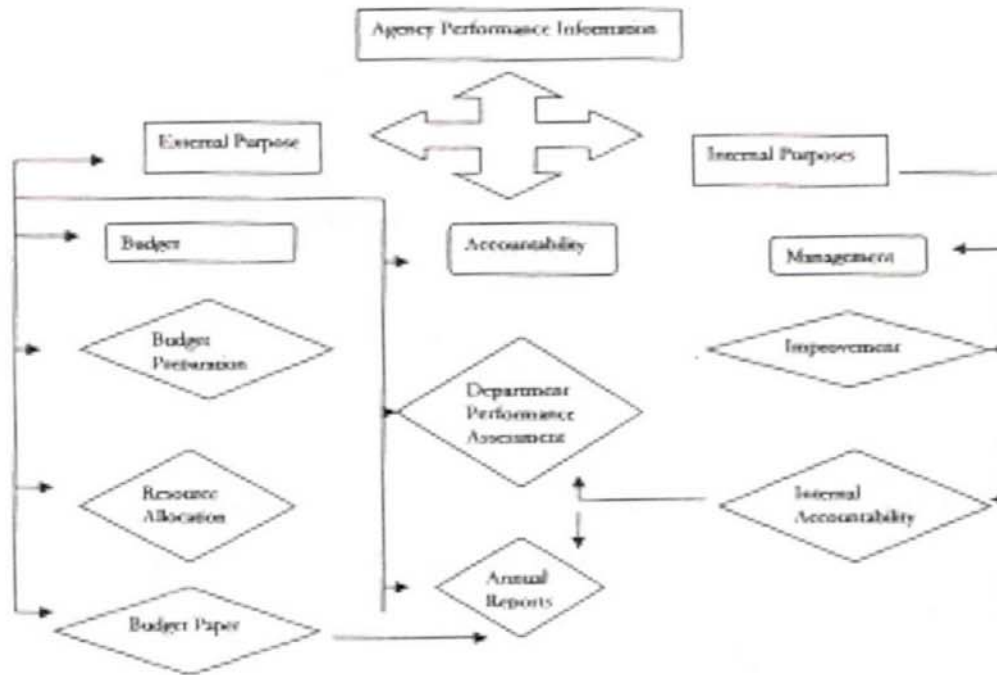 Agency Performance Information
External Purpose
Internal Purposes
Budget
Accountability
Management
Budget
Preparation
Improvement
Department
Performance
Assessment
Resource
Allocation
Internal
Accountability
Annual
Reports
Budget Paper